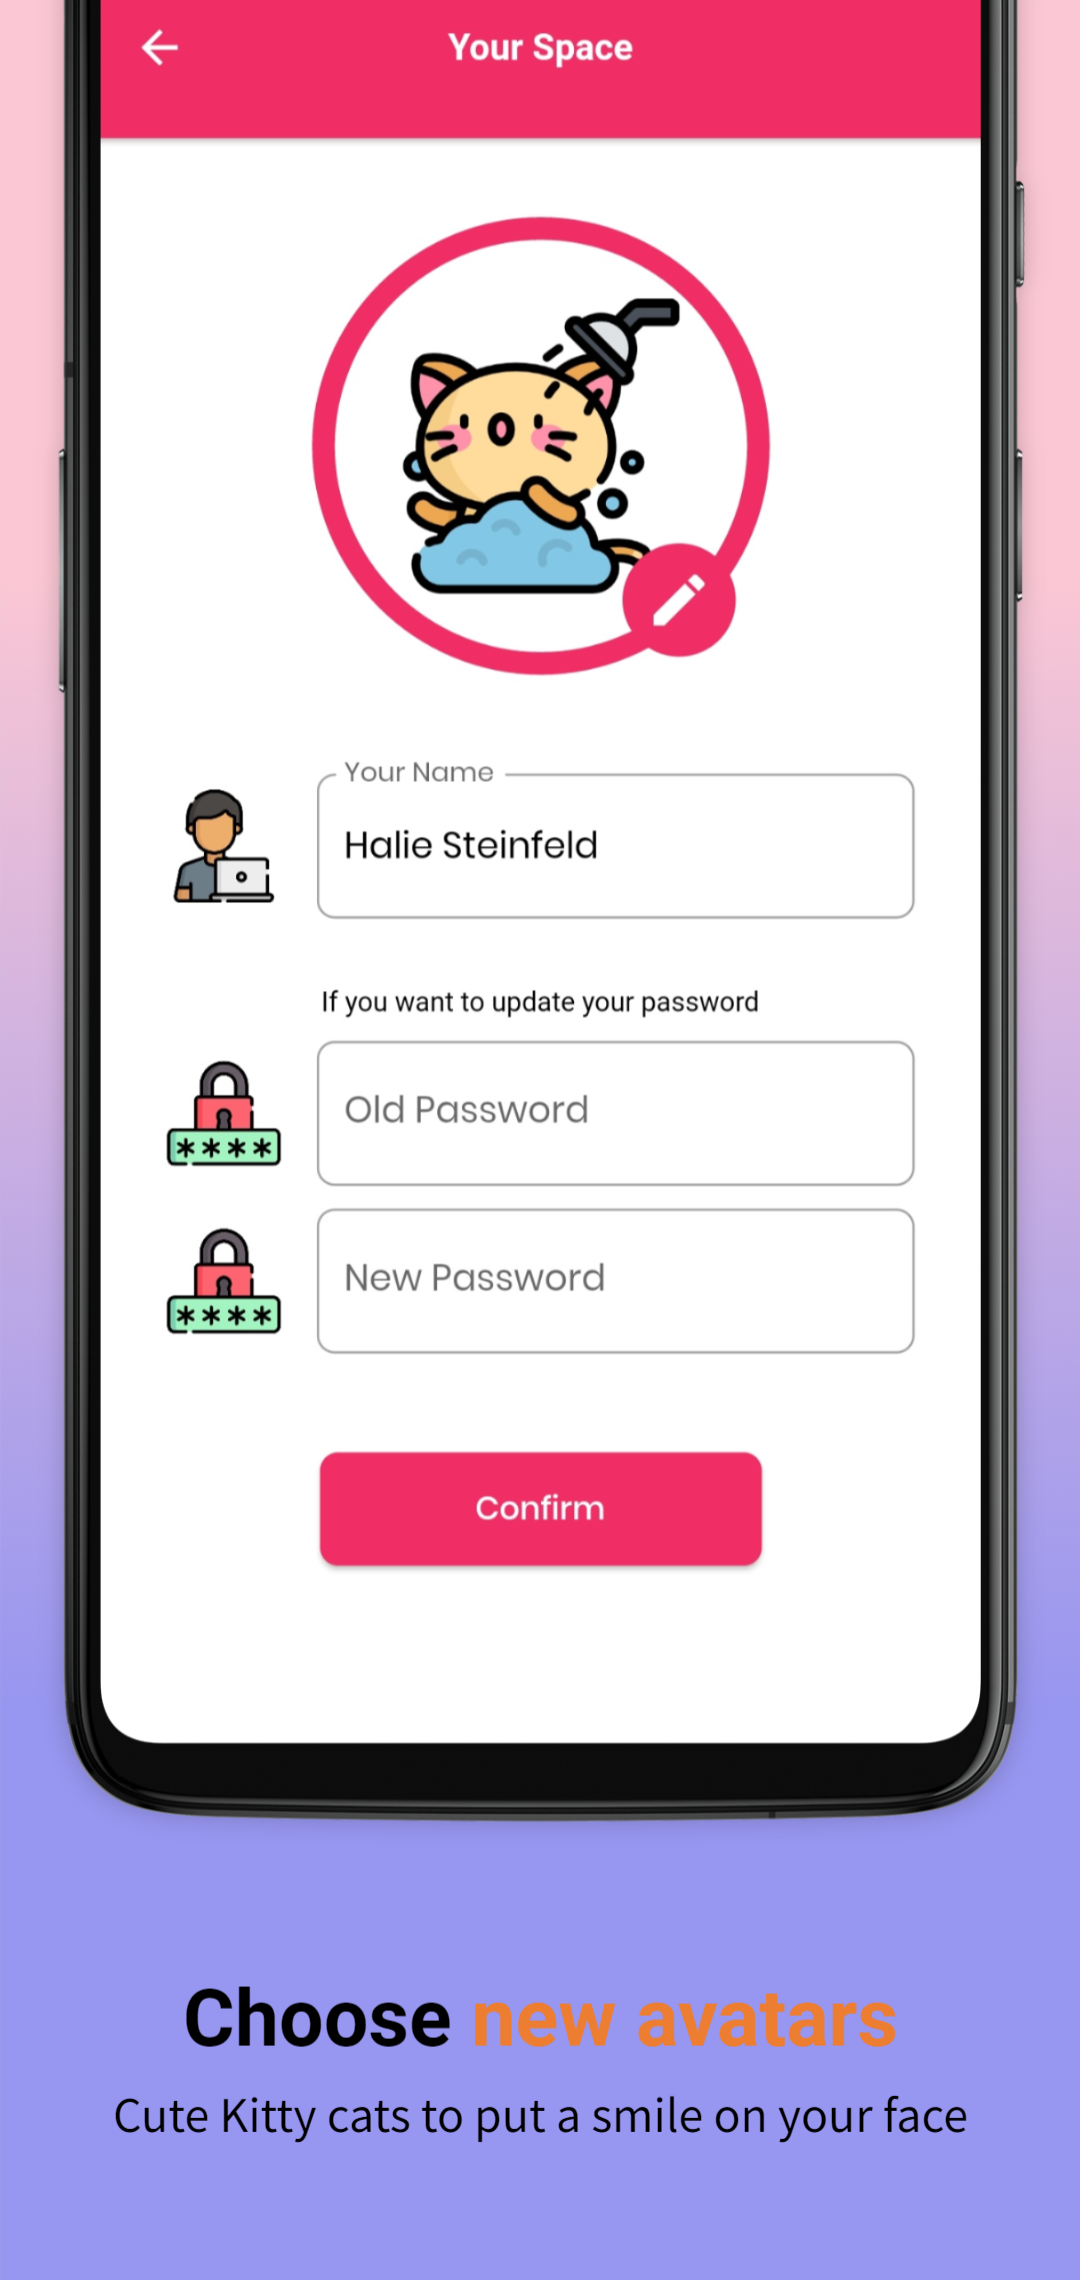 Your Space
Your Name
Halie Steinfeld
If you want to update your password
Old Password
****
New Password
****
Confirm
Choose new avatars
Cute Kitty cats to put a smile on your face